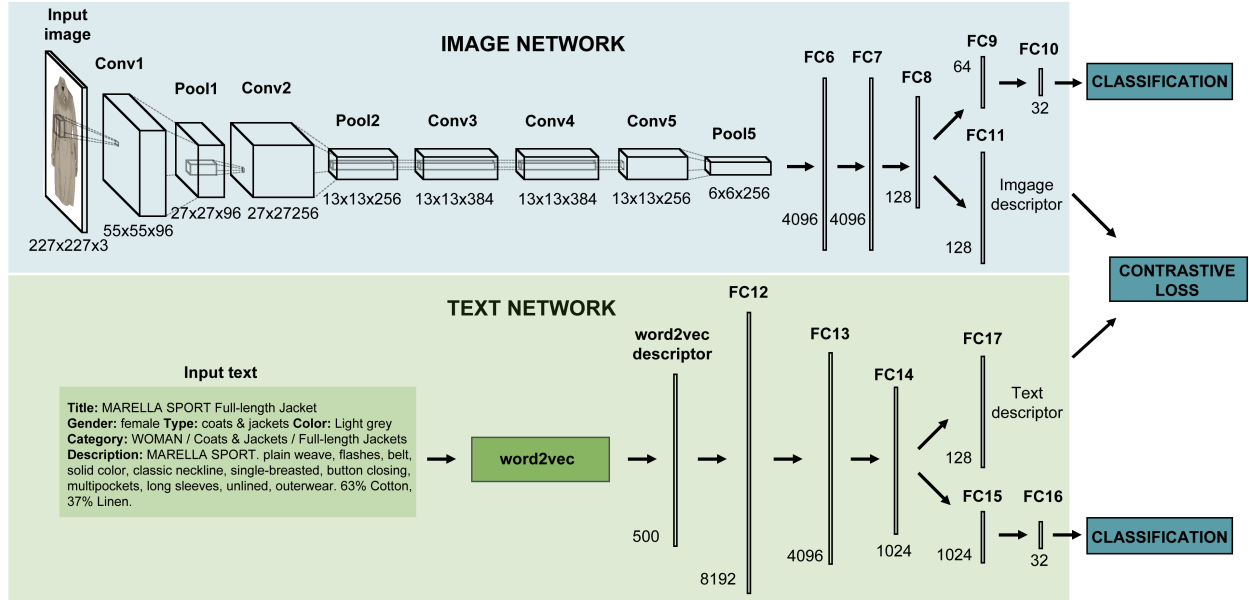 Input
image
IMAGE NETWORK
Conv1
Pool1
Conv2
Pool2
Conv3
Conv4
Conv5
Pool5
FC6
FC7
FC8
FC9
FC10
CLASSIFICATION
64
32
FC11
Imgage
descriptor
227x227x3
55x55x96
27x27x96
27x27256
13x13x256
13x13x384
13x13x384
13x13x256
6x6x256
4096
4096
128
128
CONTRASTIVE
LOSS
TEXT NETWORK
Input text
Title: MARELLA SPORT Full-length Jacket
Gender: female Type: coats & jackets Color: Light grey
Category: WOMAN / Coats & Jackets / Full-length Jackets
Description: MARELLA SPORT. plain weave, flashes, belt,
solid color, classic neckline, single-breasted, button closing,
multipockets, long sleeves, unlined, outerwear. 63% Cotton,
37% Linen.
word2vec
word2vec
descriptor
500
FC12
8192
FC13
4096
FC14
1024
FC17
Text
descriptor
128
FC15
1024
FC16
32
CLASSIFICATION